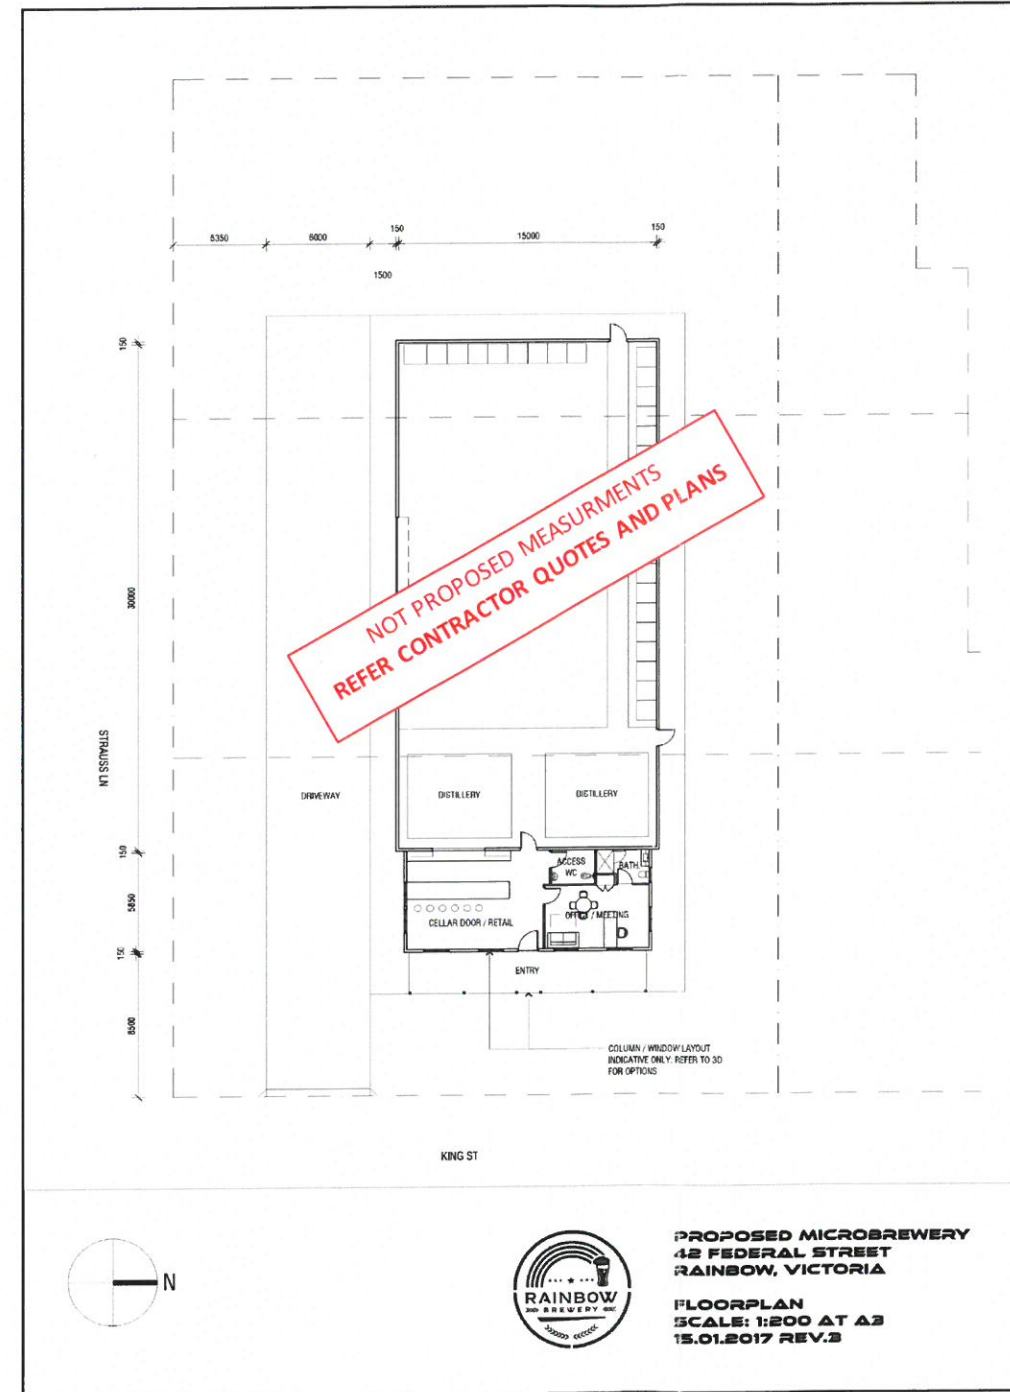 150
150
5350
6000
15000
1500
150
NOT PROPOSED MEASURMENTS
REFER CONTRACTOR QUOTES AND PLANS
30000
STRAUSS LN
DRIVEWAY
DISTILLERY
DISTILLERY
150
ACCESS
WC
BATH
5850
OFFICE / MEETING
CELLAR DOOR / RETAIL
150
ENTRY
8500
COLUMN / WINDOW LAYOUT
INDICATIVE ONLY. REFER TO 3D
FOR OPTIONS
KING ST
N
RAINBOW
BREWERY
PROPOSED MICROBREWERY
42 FEDERAL STREET
RAINBOW, VICTORIA
FLOORPLAN
SCALE: 1:200 AT A3
15.01.2017 REV.3